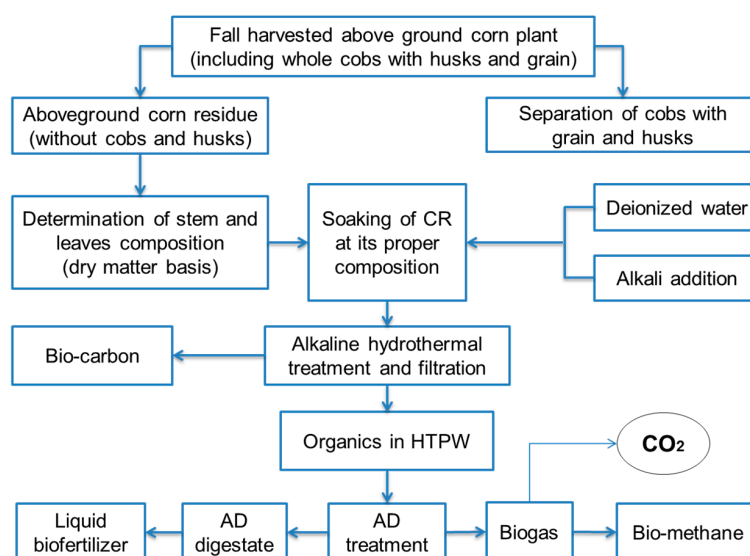 Fall harvested above ground corn plant
(including whole cobs with husks and grain)
Aboveground corn residue
(without cobs and husks)
Separation of cobs with
grain and husks
Determination of stem and
leaves composition
(dry matter basis)
Soaking of CR
at its proper
composition
Deionized water
Alkali addition
Bio-carbon
Alkaline hydrothermal
treatment and filtration
Organics in HTPW
CO₂
Liquid
biofertilizer
AD
digestate
AD
treatment
Biogas
Bio-methane